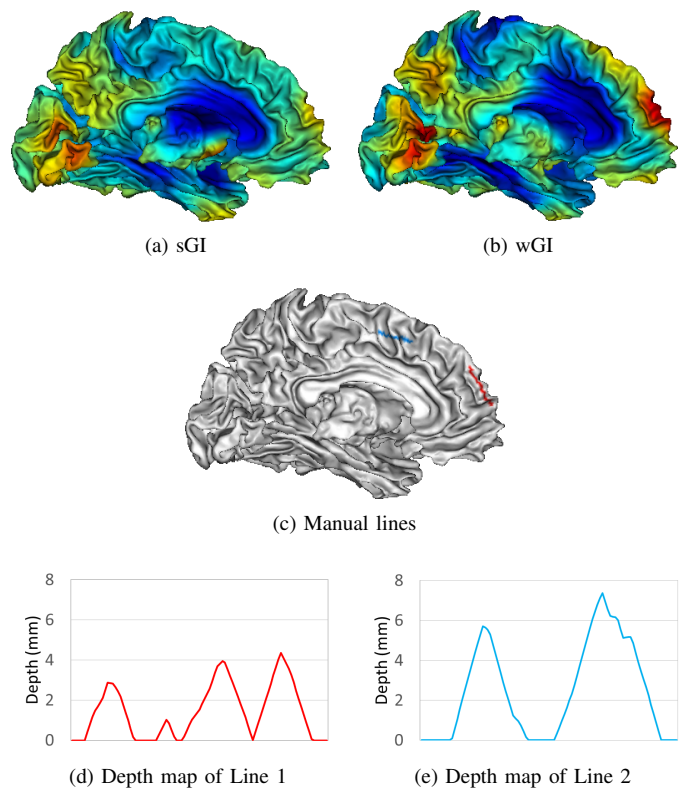 (a) sGI
(b) wGI
(c) Manual lines
8
6
4
2
0
Depth (mm)
8
6
4
2
0
Depth (mm)
(d) Depth map of Line 1
(e) Depth map of Line 2